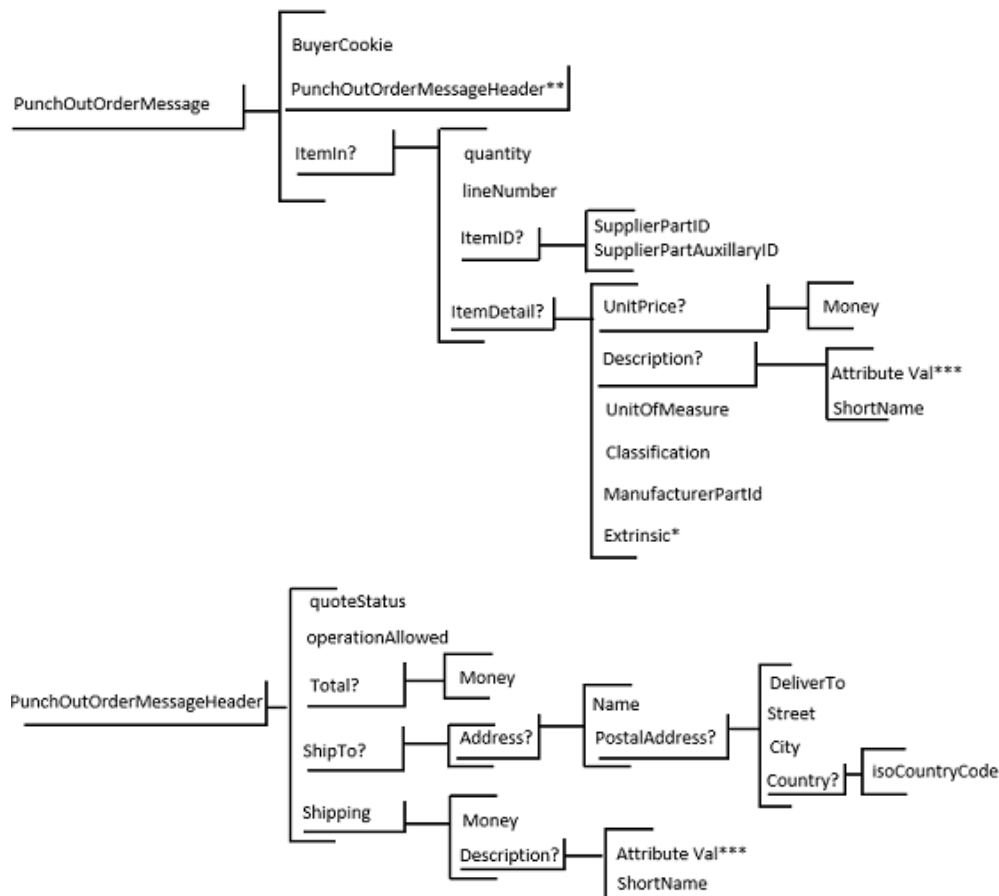 BuyerCookie
PunchOutOrderMessageHeader**
PunchOutOrderMessage
ItemIn?
quantity
lineNumber
ItemID?
SupplierPartID
SupplierPartAuxillaryID
ItemDetail?
UnitPrice?
Money
Description?
Attribute Val***
ShortName
UnitOfMeasure
Classification
ManufacturerPartId
Extrinsic*
quoteStatus
operationAllowed
PunchOutOrderMessageHeader
Total?
Money
ShipTo?
Address?
Name
PostalAddress?
DeliverTo
Street
City
Country?
isoCountryCode
Shipping
Money
Description?
Attribute Val***
ShortName